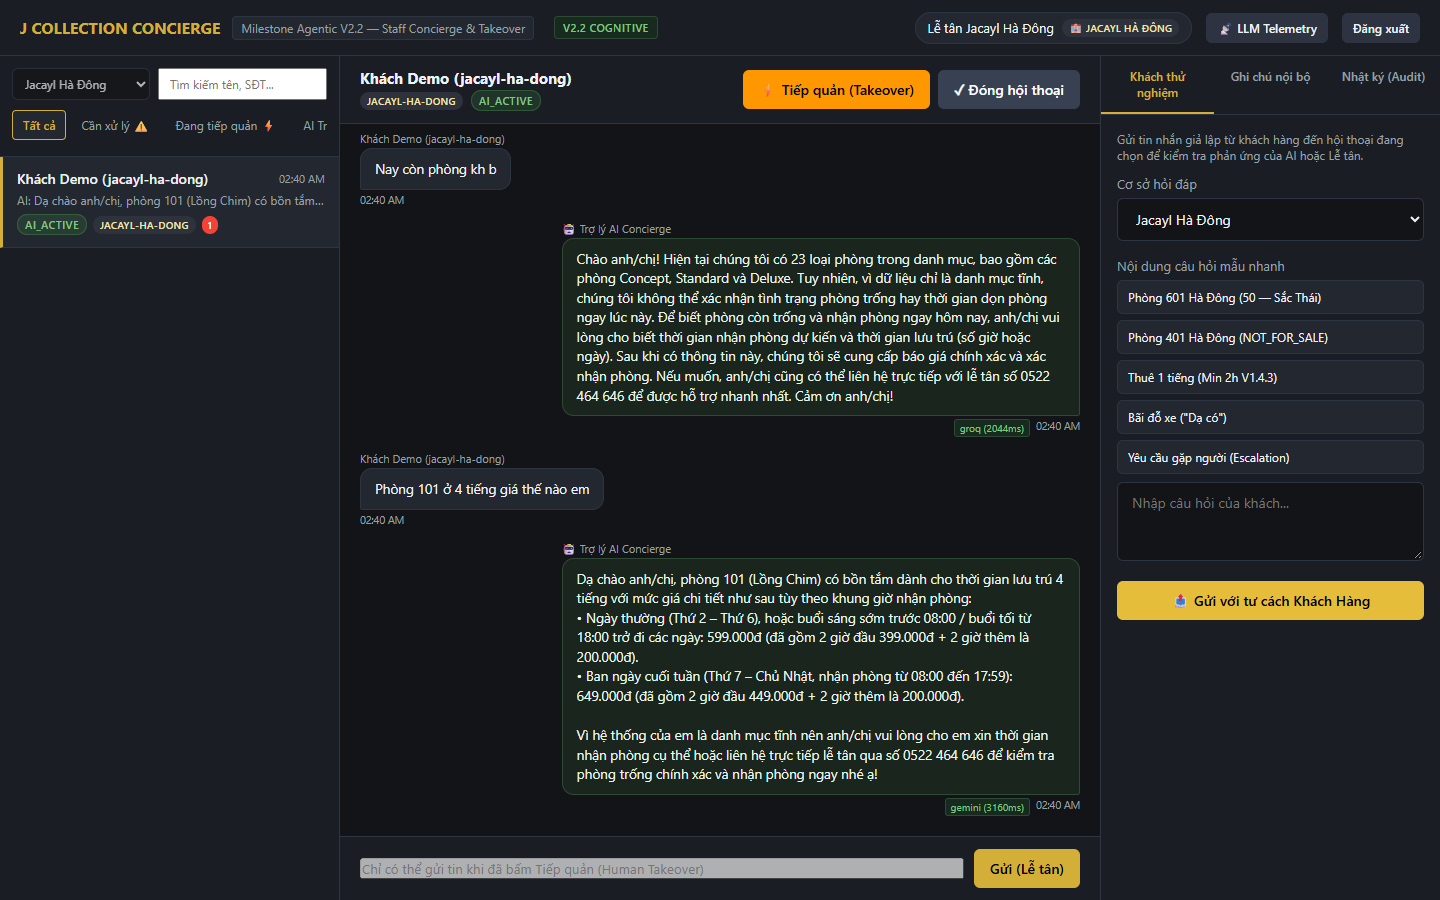 J COLLECTION CONCIERGE
Milestone Agentic V2.2 — Staff Concierge & Takeover
V2.2 COGNITIVE
Lễ tân Jacayl Hà Đông
JACAYL HÀ ĐÔNG
LLM Telemetry
Đăng xuất
Jacayl Hà Đông
Tìm kiếm tên, SĐT...
Tất cả
Cần xử lý
Đang tiếp quản
AI Tr
Khách Demo (jacayl-ha-dong)
02:40 AM
AI: Dạ chào anh/chị, phòng 101 (Lồng Chim) có bồn tắm...
AI_ACTIVE
JACAYL-HA-DONG
1
Khách Demo (jacayl-ha-dong)
JACAYL-HA-DONG
AI_ACTIVE
Tiếp quản (Takeover)
✓ Đóng hội thoại
Khách Demo (jacayl-ha-dong)
Nay còn phòng kh b
02:40 AM
Trợ lý AI Concierge
Chào anh/chị! Hiện tại chúng tôi có 23 loại phòng trong danh mục, bao gồm các
phòng Concept, Standard và Deluxe. Tuy nhiên, vì dữ liệu chỉ là danh mục tĩnh,
chúng tôi không thể xác nhận tình trạng phòng trống hay thời gian dọn phòng
ngay lúc này. Để biết phòng còn trống và nhận phòng ngay hôm nay, anh/chị vui
lòng cho biết thời gian nhận phòng dự kiến và thời gian lưu trú (số giờ hoặc
ngày). Sau khi có thông tin này, chúng tôi sẽ cung cấp báo giá chính xác và xác
nhận phòng. Nếu muốn, anh/chị cũng có thể liên hệ trực tiếp với lễ tân số 0522
464 646 để được hỗ trợ nhanh nhất. Cảm ơn anh/chị!
groq (2044ms)
02:40 AM
Khách Demo (jacayl-ha-dong)
Phòng 101 ở 4 tiếng giá thế nào em
02:40 AM
Trợ lý AI Concierge
Dạ chào anh/chị, phòng 101 (Lồng Chim) có bồn tắm dành cho thời gian lưu trú 4
tiếng với mức giá chi tiết như sau tùy theo khung giờ nhận phòng:
• Ngày thường (Thứ 2 – Thứ 6), hoặc buổi sáng sớm trước 08:00 / buổi tối từ
18:00 trở đi các ngày: 599.000đ (đã gồm 2 giờ đầu 399.000đ + 2 giờ thêm là
200.000đ).
• Ban ngày cuối tuần (Thứ 7 – Chủ Nhật, nhận phòng từ 08:00 đến 17:59):
649.000đ (đã gồm 2 giờ đầu 449.000đ + 2 giờ thêm là 200.000đ).
Vì hệ thống của em là danh mục tĩnh nên anh/chị vui lòng cho em xin thời gian
nhận phòng cụ thể hoặc liên hệ trực tiếp lễ tân qua số 0522 464 646 để kiểm tra
phòng trống chính xác và nhận phòng ngay nhé ạ!
gemini (3160ms)
02:40 AM
Chỉ có thể gửi tin khi đã bấm Tiếp quản (Human Takeover)
Gửi (Lễ tân)
Khách thử
nghiệm
Ghi chú nội bộ
Nhật ký (Audit)
Gửi tin nhắn giả lập từ khách hàng đến hội thoại đang
chọn để kiểm tra phản ứng của AI hoặc Lễ tân.
Cơ sở hỏi đáp
Jacayl Hà Đông
Nội dung câu hỏi mẫu nhanh
Phòng 601 Hà Đông (50 — Sắc Thái)
Phòng 401 Hà Đông (NOT_FOR_SALE)
Thuê 1 tiếng (Min 2h V1.4.3)
Bãi đỗ xe ("Dạ có")
Yêu cầu gặp người (Escalation)
Nhập câu hỏi của khách...
Gửi với tư cách Khách Hàng